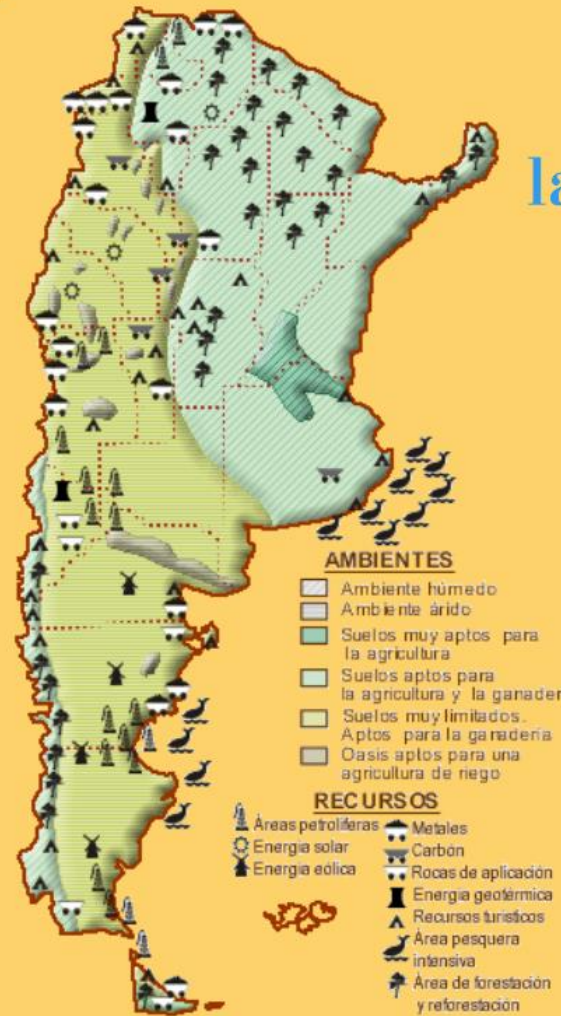 la
AMBIENTES
Ambiente húmedo
Ambiente árido
Suelos muy aptos para
la agricultura
Suelos aptos para
la agricultura y la ganader
Suelos muy limitados.
Aptos para la ganadería
Oasis aptos para una
agricultura de riego
RECURSOS
Áreas petrolíferas
Energía solar
Energía eólica
Metales
Carbón
Rocas de aplicación
Energía geotérmica
Recursos turísticos
Área pesquera
intensiva
Área de forestación
y reforestación